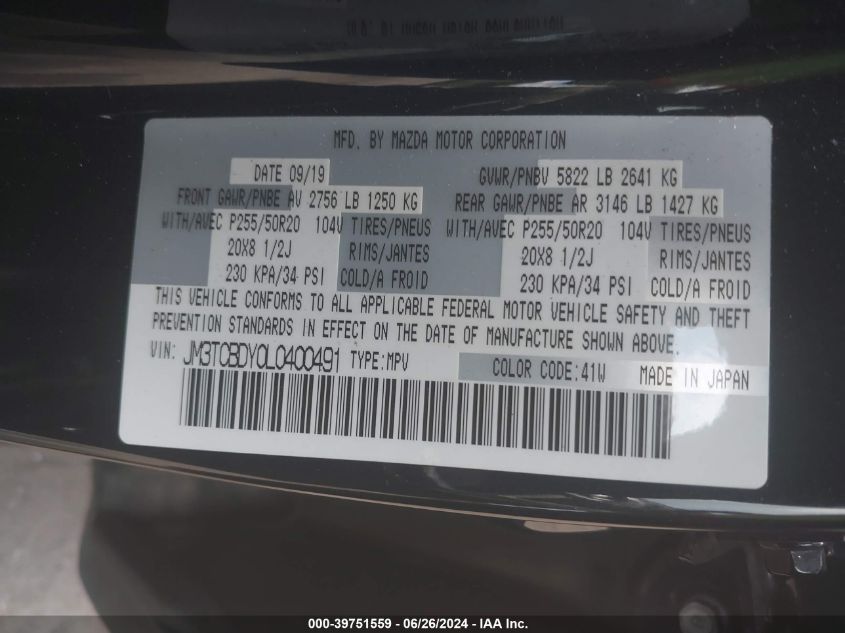 MFD. BY MAZDA MOTOR CORPORATION
DATE 09/19 GVWR/PNBV 5822 LB 2641 KG
FRONT GAWR/PNBE AV 2756 LB 1250 KG REAR GAWR/PNBE AR 3146 LB 1427 KG
WITH/AVEC P255/50R20 104V TIRES/PNEUS WITH/AVEC P255/50R20 104V TIRES/PNEUS
20X8 1/2J RIMS/JANTES 20X8 1/2J RIMS/JANTES
230 KPA/34 PSI COLD/A FROID 230 KPA/34 PSI COLD/A FROID
THIS VEHICLE CONFORMS TO ALL APPLICABLE FEDERAL MOTOR VEHICLE SAFETY AND THEFT
PREVENTION STANDARDS IN EFFECT ON THE DATE OF MANUFACTURE SHOWN ABOVE.
VIN: JM3TCBDY0L0400491 TYPE:MPV COLOR CODE:41W MADE IN JAPAN
000-39751559 - 06/26/2024 - IAA Inc.